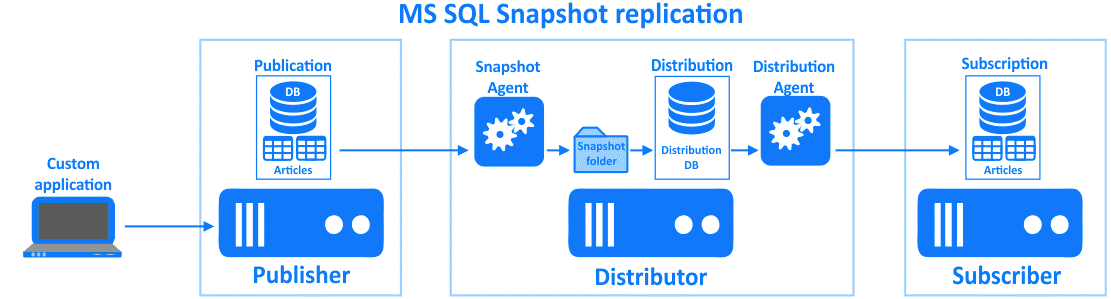 MS SQL Snapshot replication
Custom
application
Publication
DB
Articles
Publisher
Snapshot
Agent
Snapshot
folder
Distribution
Distribution
DB
Distribution
Agent
Distributor
Subscription
DB
Articles
Subscriber